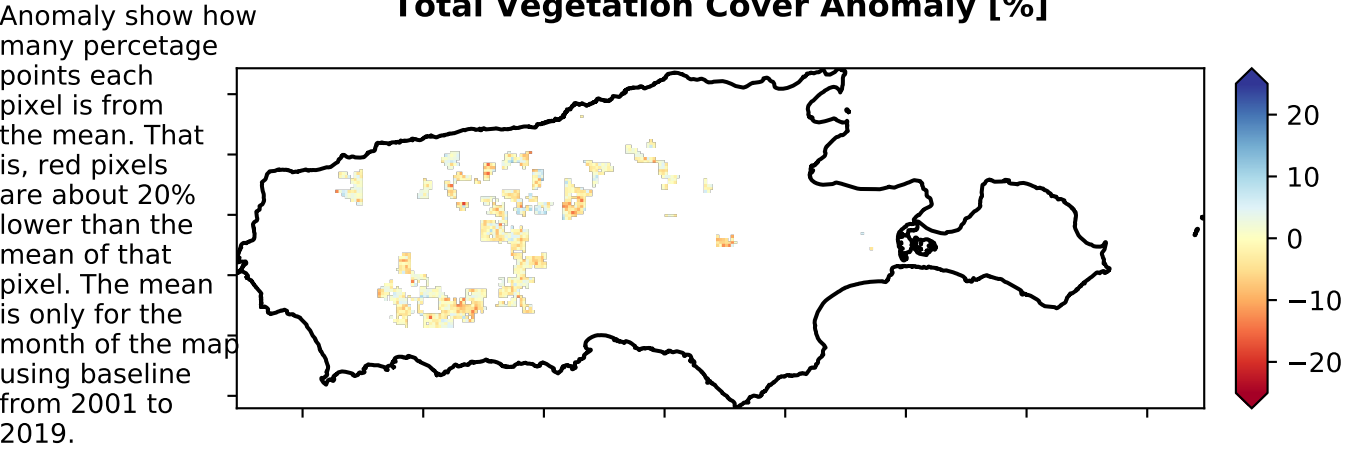 Total Vegetation Cover Anomaly [%]
Anomaly show how
many percetage
points each
pixel is from
the mean. That
is, red pixels
are about 20%
lower than the
mean of that
pixel. The mean
is only for the
month of the map
using baseline
from 2001 to
2019.
20
10
0
−10
−20